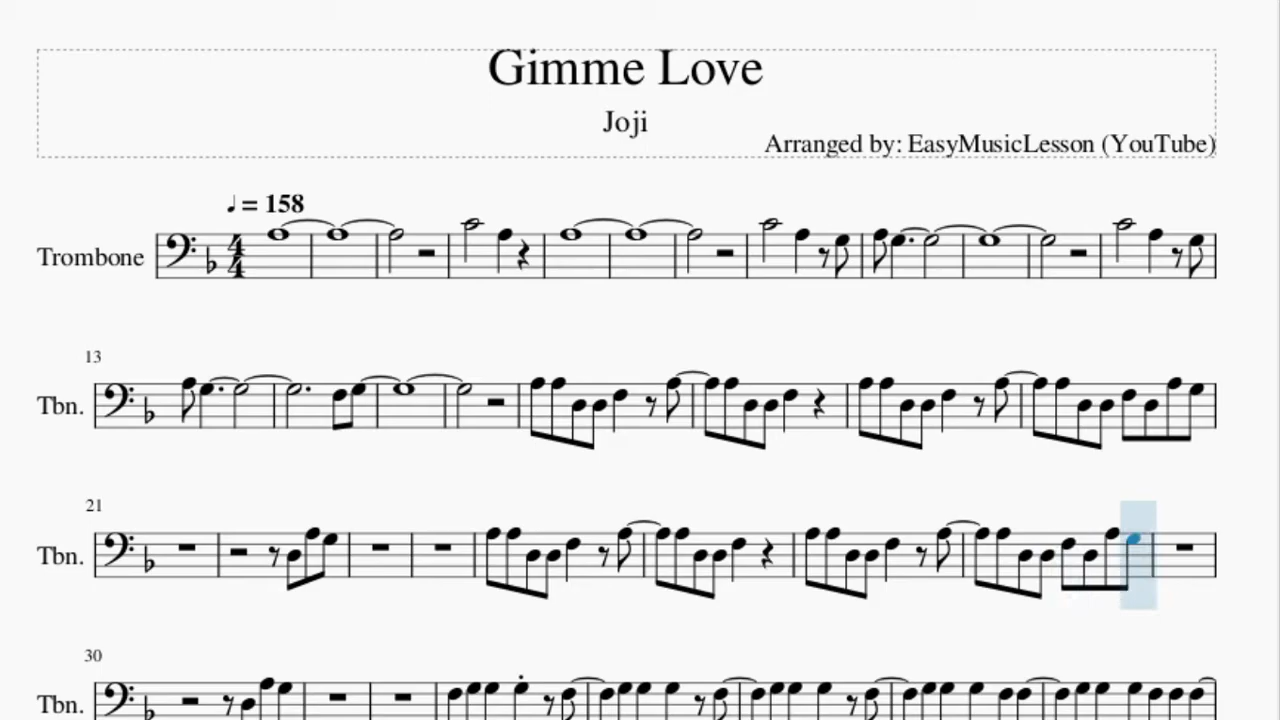 Gimme Love
Joji
Arranged by: EasyMusicLesson (YouTube)
♩ = 158
Trombone
4
4
13
Tbn.
21
Tbn.
30
Tbn.